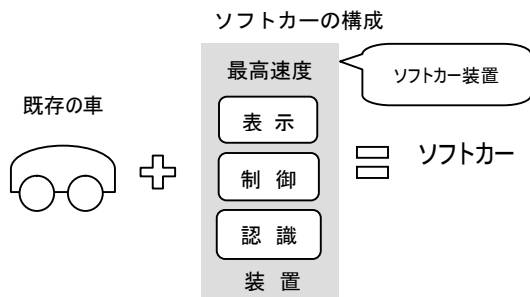 ソフトカーの構成
最高速度
ソフトカー装置
既存の車
表 示
制 御
ソフトカー
認 識
装 置